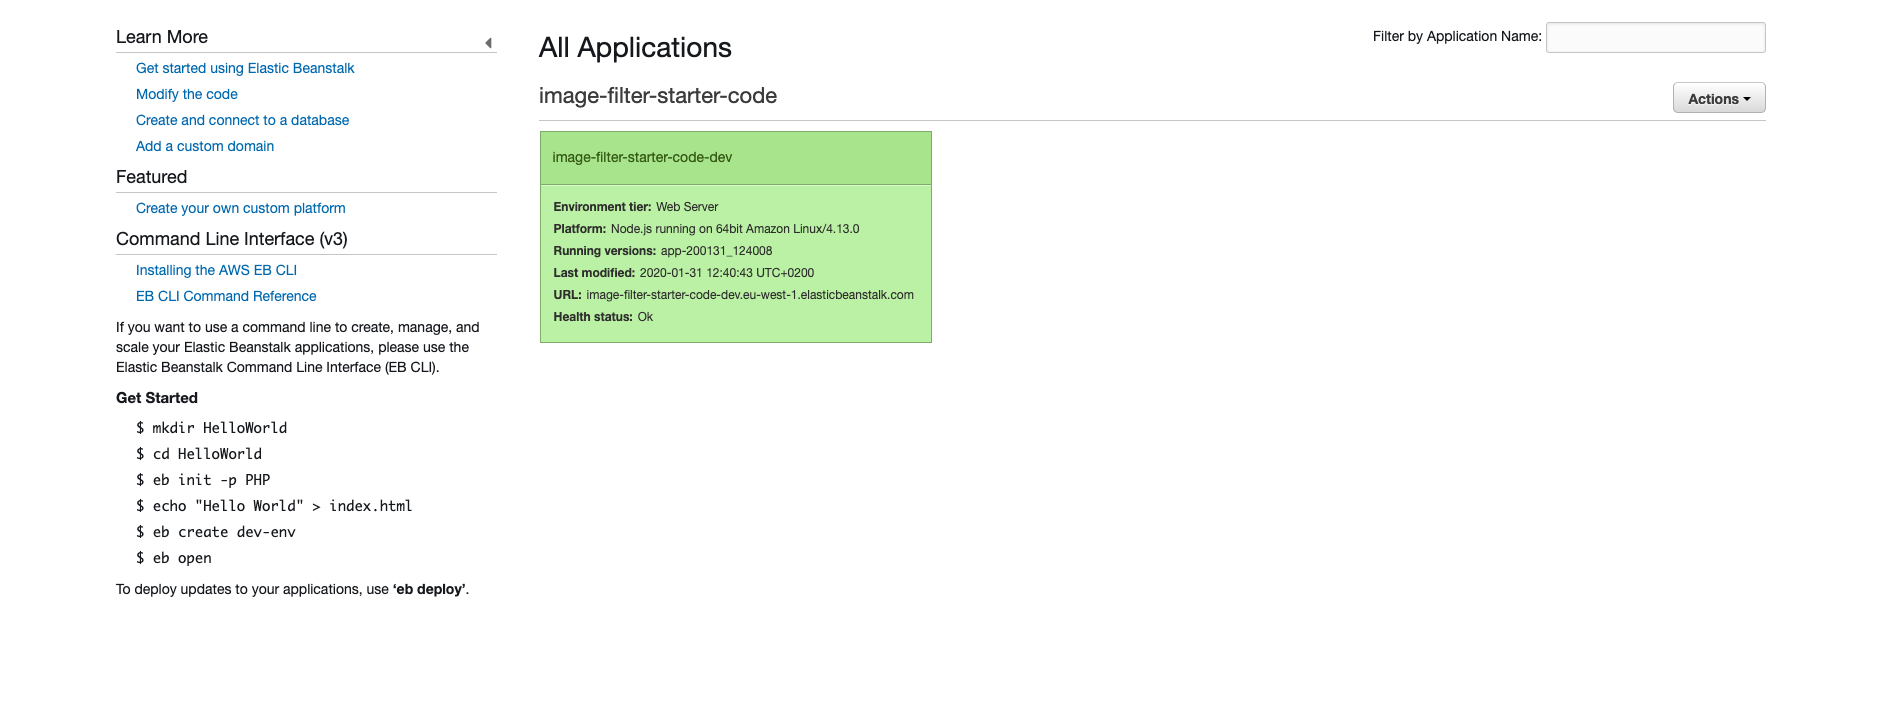 Learn More
Get started using Elastic Beanstalk
Modify the code
Create and connect to a database
Add a custom domain
Featured
Create your own custom platform
Command Line Interface (v3)
Installing the AWS EB CLI
EB CLI Command Reference
If you want to use a command line to create, manage, and
scale your Elastic Beanstalk applications, please use the
Elastic Beanstalk Command Line Interface (EB CLI).
Get Started
$ mkdir HelloWorld
$ cd HelloWorld
$ eb init -p PHP
$ echo "Hello World" > index.html
$ eb create dev-env
$ eb open
To deploy updates to your applications, use ‘eb deploy’.
All Applications
Filter by Application Name:
image-filter-starter-code
Actions
image-filter-starter-code-dev
Environment tier: Web Server
Platform: Node.js running on 64bit Amazon Linux/4.13.0
Running versions: app-200131_124008
Last modified: 2020-01-31 12:40:43 UTC+0200
URL: image-filter-starter-code-dev.eu-west-1.elasticbeanstalk.com
Health status: Ok